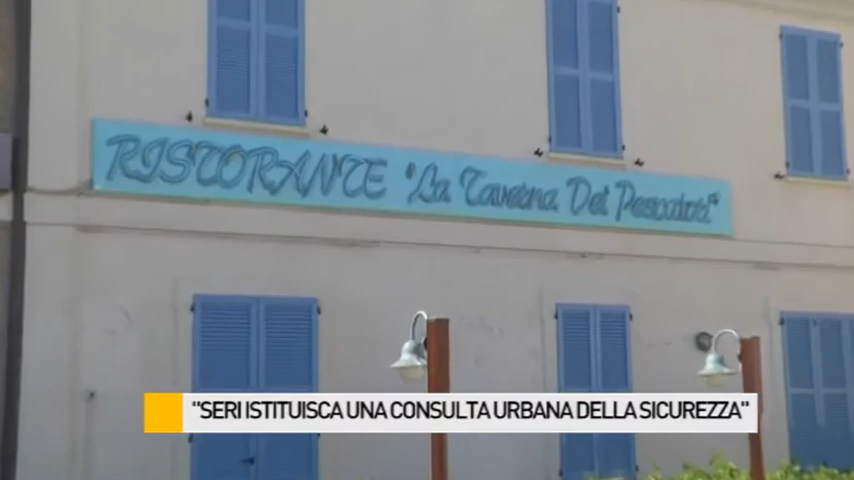 RISTORANTE "La Taverna Dei Pescatori"
"SERI ISTITUISCA UNA CONSULTA URBANA DELLA SICUREZZA"